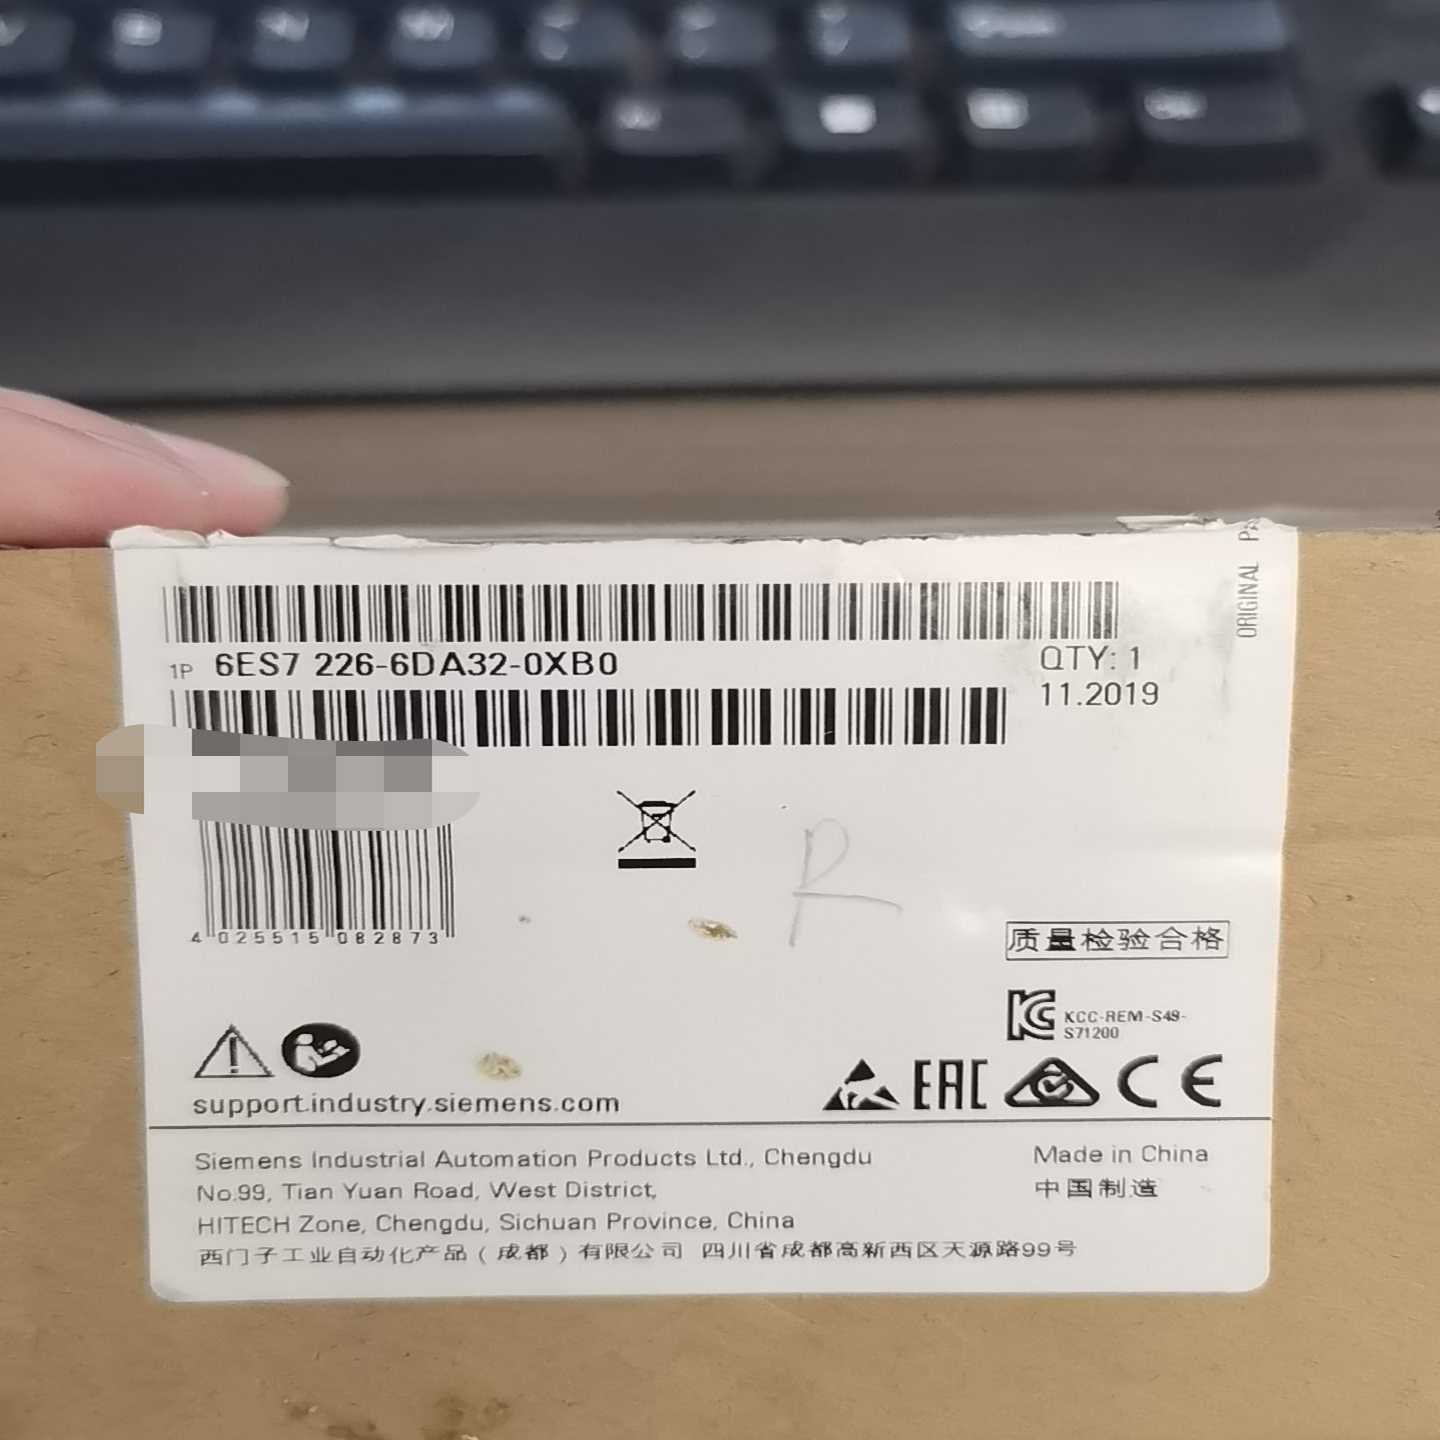 1P 6ES7 226-6DA32-0XB0
QTY: 1
11.2019
ORIGINAL
4 025515 082873
R
质量检验合格
KCC-REM-S49-
S71200
EAC
CE
support.industry.siemens.com
Siemens Industrial Automation Products Ltd., Chengdu
No.99, Tian Yuan Road, West District,
HITECH Zone, Chengdu, Sichuan Province, China
西门子工业自动化产品（成都）有限公司 四川省成都高新西区天源路99号
Made in China
中国制造